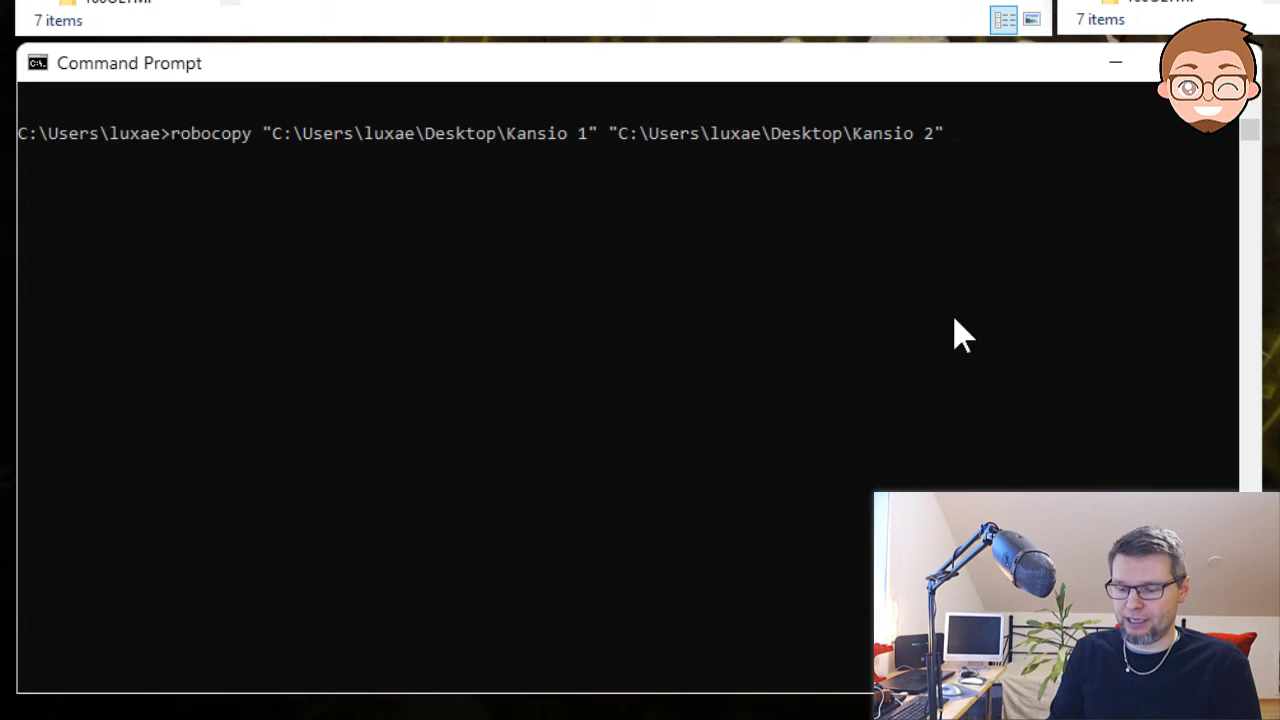 7 items
7 items
Command Prompt
C:\Users\luxae>robocopy "C:\Users\luxae\Desktop\Kansio 1" "C:\Users\luxae\Desktop\Kansio 2"